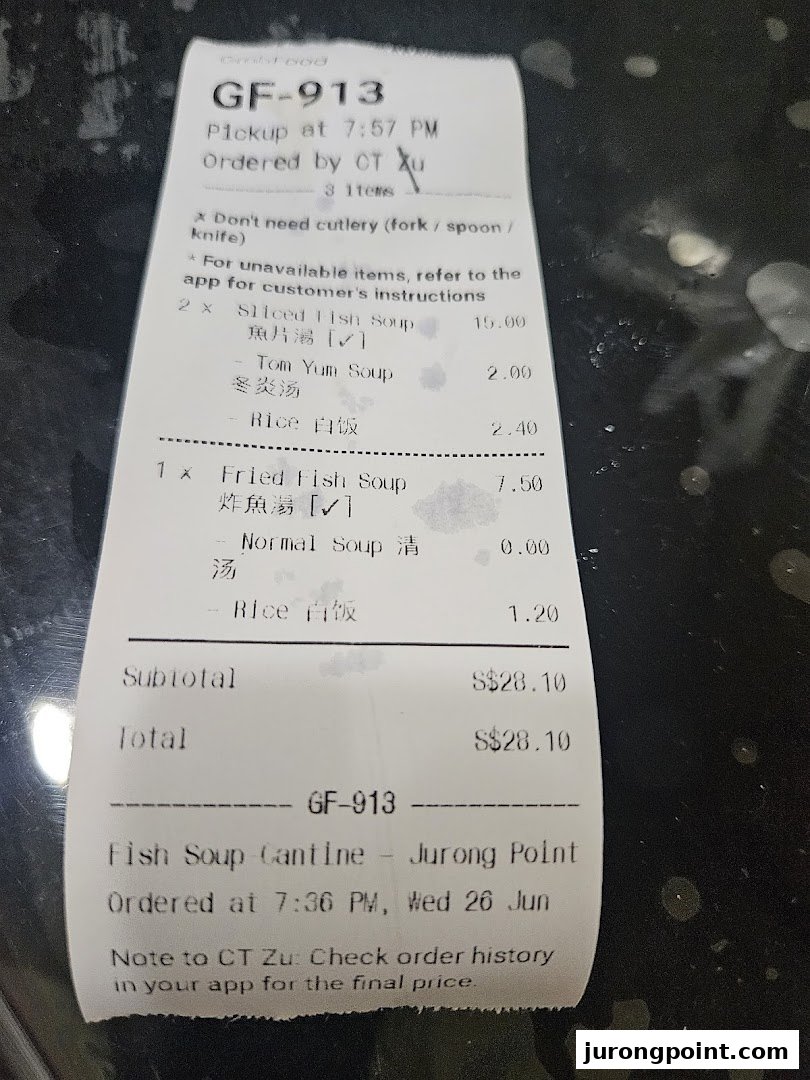 GrabFood
GF-913
Pickup at 7:57 PM
Ordered by CT Zu
3 items
× Don't need cutlery (fork / spoon /
knife)
* For unavailable items, refer to the
app for customer's instructions
2 × Sliced Fish Soup 15.00
魚片湯 [✓]
- Tom Yum Soup 2.00
冬炎汤
- Rice 白饭 2.40
1 × Fried Fish Soup 7.50
炸魚湯 [✓]
- Normal Soup 清 0.00
汤
- Rice 白饭 1.20
Subtotal S$28.10
Total S$28.10
GF-913
Fish Soup Cantine - Jurong Point
Ordered at 7:36 PM, Wed 26 Jun
Note to CT Zu: Check order history
in your app for the final price.
jurongpoint.com